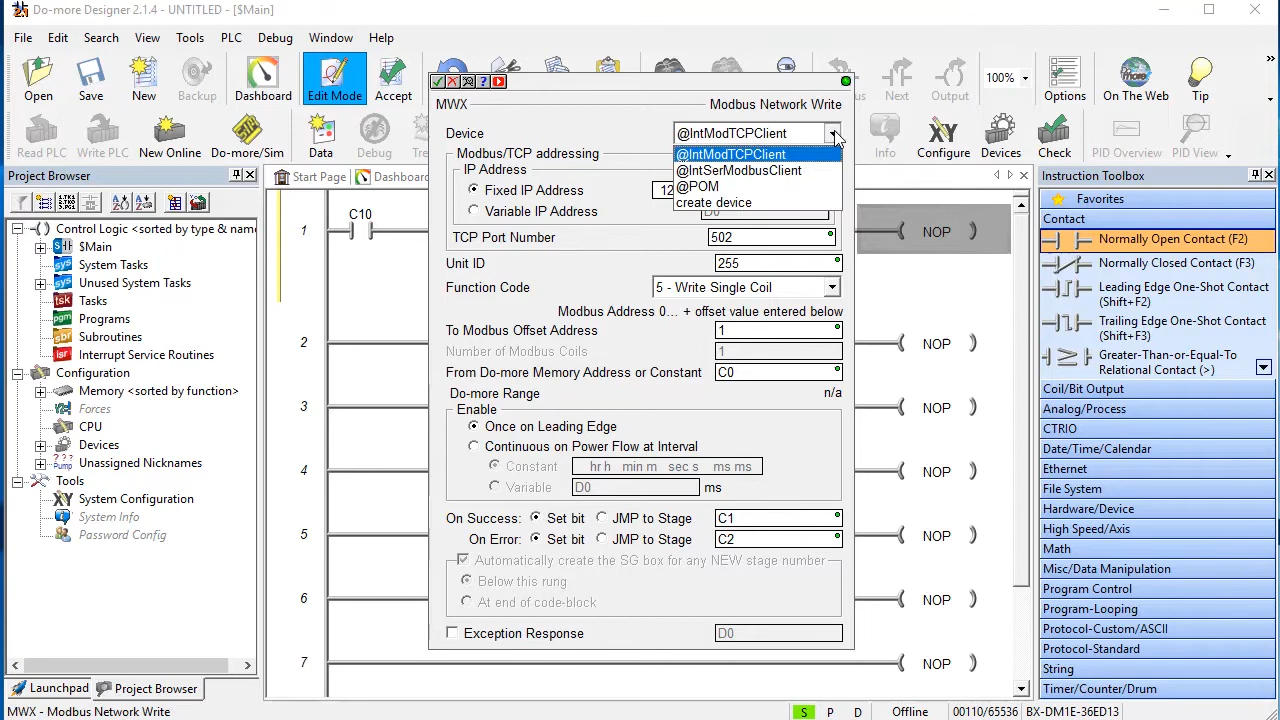 Do-more Designer 2.1.4 - UNTITLED - [$Main]
File Edit Search View Tools PLC Debug Window Help
Open Save New Backup Dashboard Edit Mode Accept Next Output 100% Options On The Web Tip
Read PLC Write PLC New Online Do-more/Sim Data Debug Info Configure Devices Check PID Overview PID View
Project Browser
Control Logic <sorted by type & name>
$Main
System Tasks
Unused System Tasks
Tasks
Programs
Subroutines
Interrupt Service Routines
Configuration
Memory <sorted by function>
Forces
CPU
Devices
Unassigned Nicknames
Tools
System Configuration
System Info
Password Config
Launchpad Project Browser
Start Page Dashboard
C10
1 NOP
2 NOP
3 NOP
4 NOP
5 NOP
6 NOP
7
MWX Modbus Network Write
Device @IntModTCPClient
@IntModTCPClient
@IntSerModbusClient
@POM
create device
Modbus/TCP addressing
IP Address
Fixed IP Address
Variable IP Address D0
TCP Port Number 502
Unit ID 255
Function Code 5 - Write Single Coil
Modbus Address 0... + offset value entered below
To Modbus Offset Address 1
Number of Modbus Coils 1
From Do-more Memory Address or Constant C0
Do-more Range n/a
Enable
Once on Leading Edge
Continuous on Power Flow at Interval
Constant hr h min m sec s ms ms
Variable D0 ms
On Success: Set bit JMP to Stage C1
On Error: Set bit JMP to Stage C2
Automatically create the SG box for any NEW stage number
Below this rung
At end of code-block
Exception Response D0
Instruction Toolbox
Favorites
Contact
Normally Open Contact (F2)
Normally Closed Contact (F3)
Leading Edge One-Shot Contact
(Shift+F2)
Trailing Edge One-Shot Contact
(Shift+F3)
Greater-Than-or-Equal-To
Relational Contact (>)
Coil/Bit Output
Analog/Process
CTRIO
Date/Time/Calendar
Ethernet
File System
Hardware/Device
High Speed/Axis
Math
Misc/Data Manipulation
Program Control
Program-Looping
Protocol-Custom/ASCII
Protocol-Standard
String
Timer/Counter/Drum
MWX - Modbus Network Write S P D Offline 00110/65536 BX-DM1E-36ED13